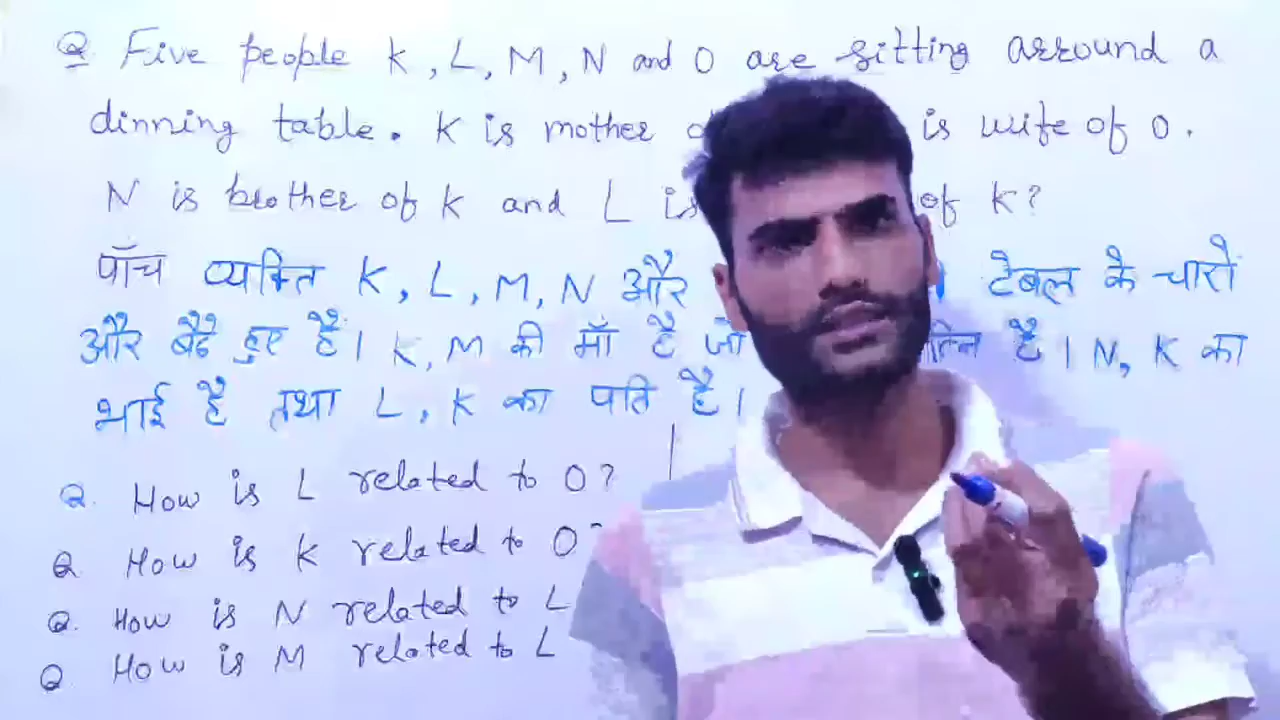 Q Five people K, L, M, N and O are sitting arround a
dinning table. K is mother is wife of O.
N is brother of K and L is of K?
पाँच व्यक्ति K, L, M, N और टेबल के चारो
और बैठे हुए हैं। K, M की माँ है जो है। N, K का
भाई है तथा L, K का पति है।
Q. How is L related to O?
Q How is K related to O?
Q. How is N related to L
Q How is M related to L